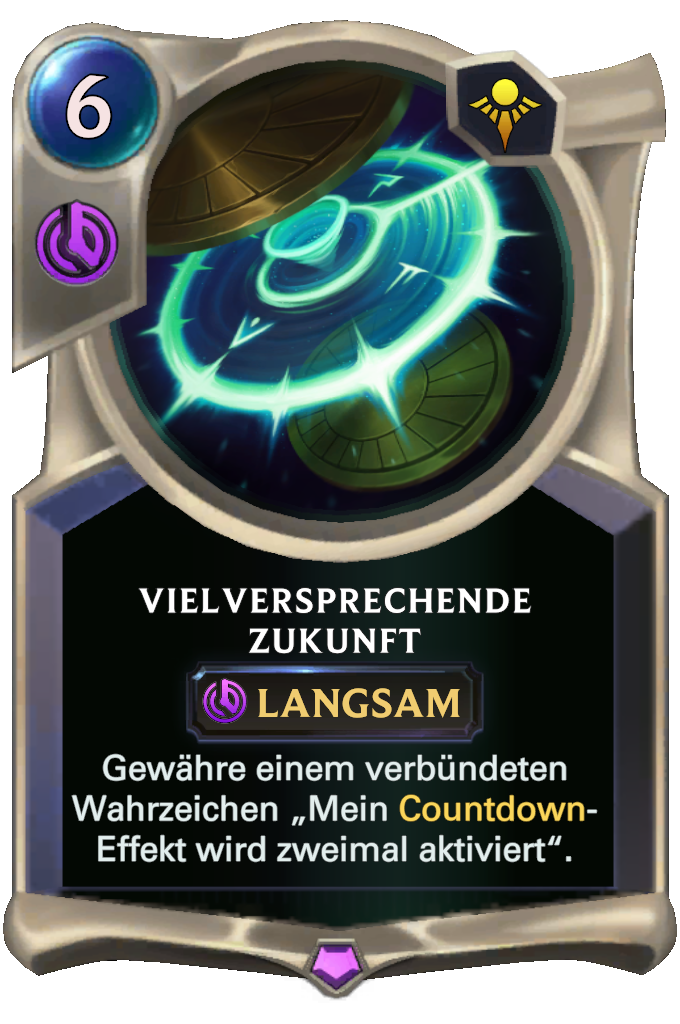 6
VIELVERSPRECHENDE
ZUKUNFT
LANGSAM
Gewähre einem verbündeten
Wahrzeichen „Mein Countdown-
Effekt wird zweimal aktiviert“.